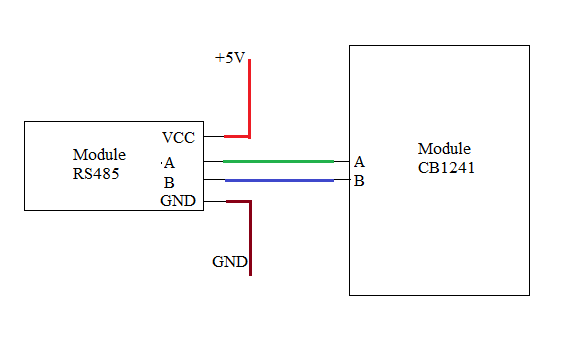 +5V
VCC
Module
RS485
A
B
GND
GND
Module
CB1241
A
B